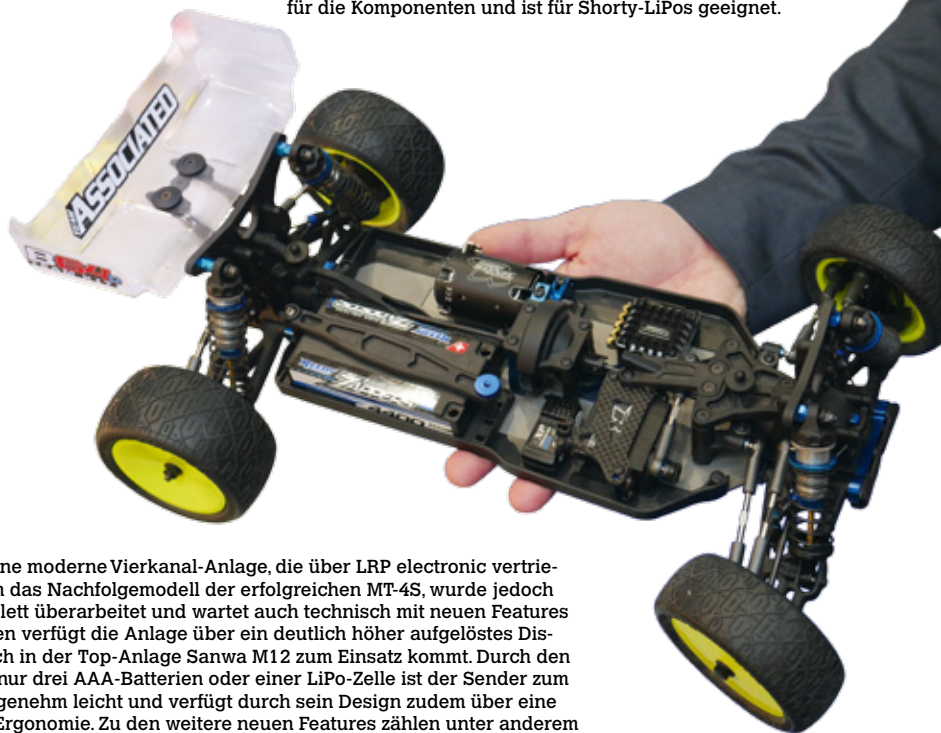 für die Komponenten und ist für Shorty-LiPos geeignet.
ASSOCIATED
ne moderne Vierkanal-Anlage, die über LRP electronic vertrie-
n das Nachfolgemodell der erfolgreichen MT-4S, wurde jedoch
lett überarbeitet und wartet auch technisch mit neuen Features
en verfügt die Anlage über ein deutlich höher aufgelöstes Dis-
ch in der Top-Anlage Sanwa M12 zum Einsatz kommt. Durch den
nur drei AAA-Batterien oder einer LiPo-Zelle ist der Sender zum
genehm leicht und verfügt durch sein Design zudem über eine
Ergonomie. Zu den weitere neuen Features zählen unter anderem